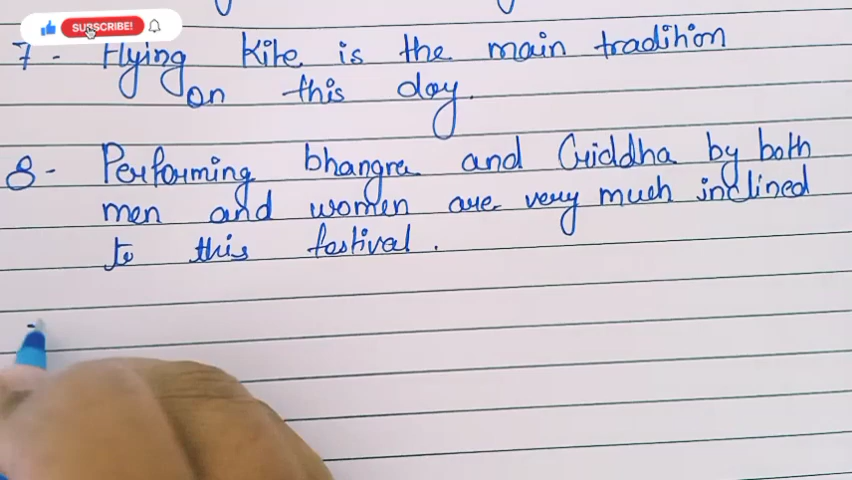 SUBSCRIBE!
7- Flying Kite is the main tradition
on this day.
8- Performing bhangra and Giddha by both
men and women are very much inclined
to this festival.